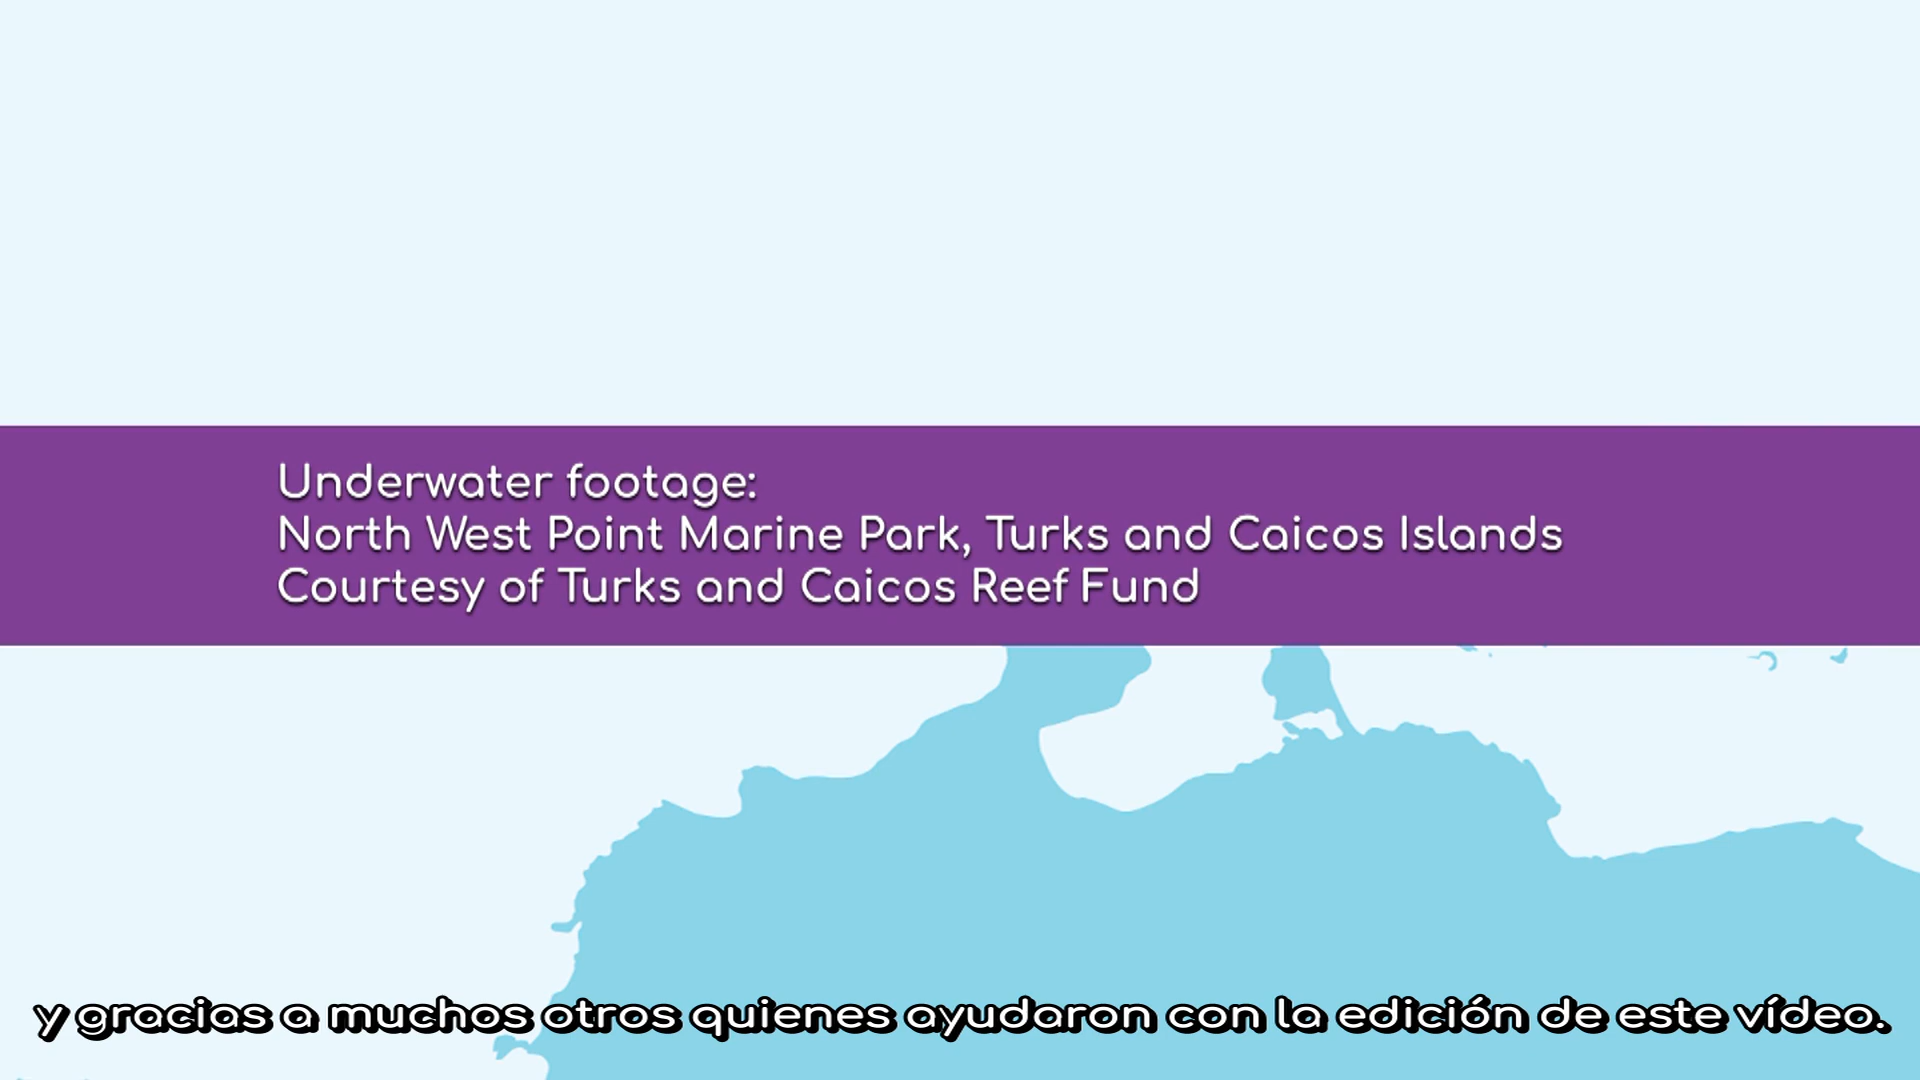 Underwater footage:
North West Point Marine Park, Turks and Caicos Islands
Courtesy of Turks and Caicos Reef Fund
y gracias a muchos otros quienes ayudaron con la edición de este vídeo.